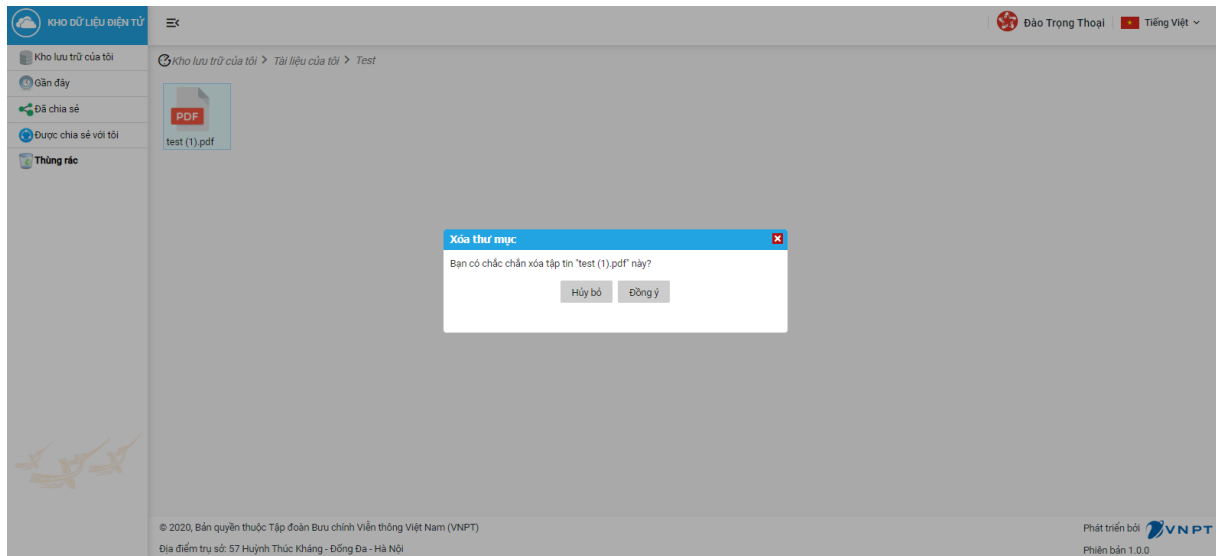 KHO DỮ LIỆU ĐIỆN TỬ
Đào Trọng Thoại
Tiếng Việt
Kho lưu trữ của tôi
Gần đây
Đã chia sẻ
Được chia sẻ với tôi
Thùng rác
Kho lưu trữ của tôi > Tài liệu của tôi > Test
PDF
test (1).pdf
Xóa thư mục
Bạn có chắc chắn xóa tập tin "test (1).pdf" này?
Hủy bỏ
Đồng ý
© 2020, Bản quyền thuộc Tập đoàn Bưu chính Viễn thông Việt Nam (VNPT)
Địa điểm trụ sở: 57 Huỳnh Thúc Kháng - Đống Đa - Hà Nội
Phát triển bởi VNPT
Phiên bản 1.0.0